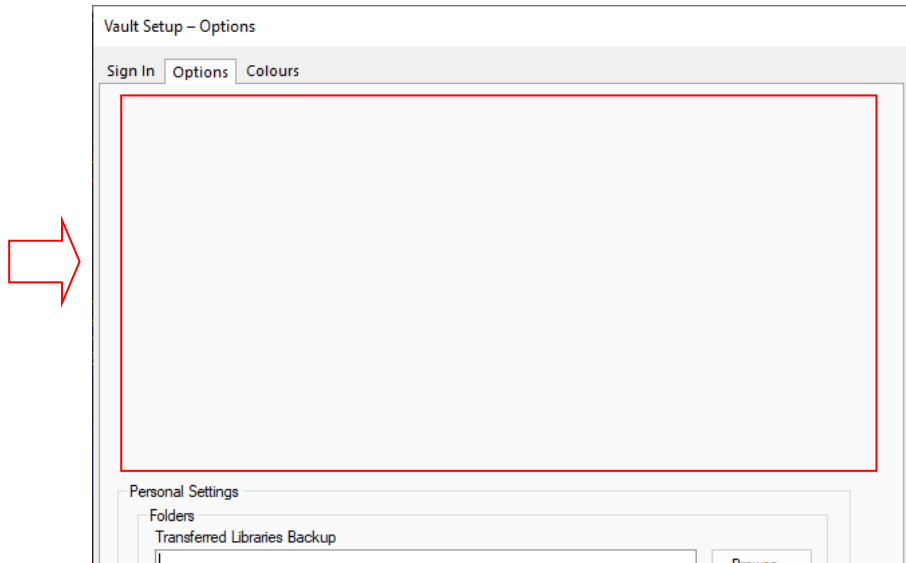 Vault Setup – Options
Sign In Options Colours
Personal Settings
Folders
Transferred Libraries Backup